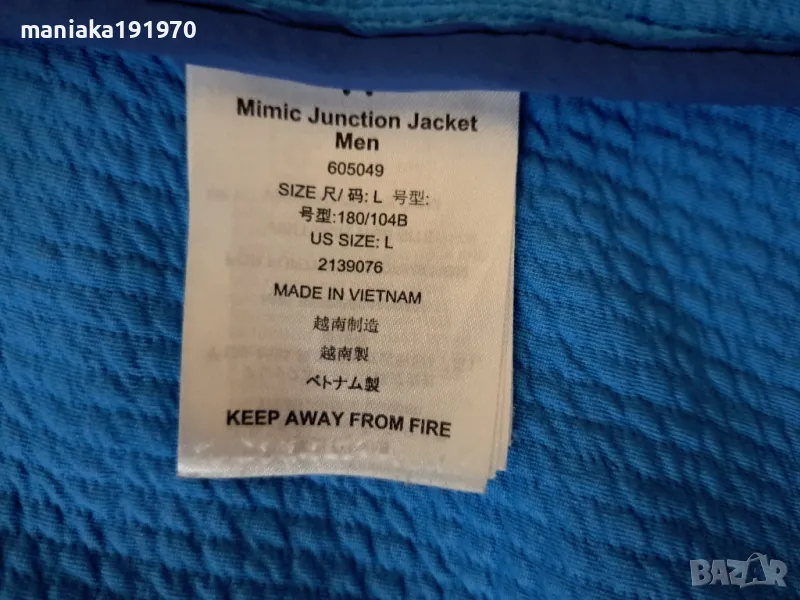 maniaka191970
Mimic Junction Jacket
Men
605049
SIZE 尺/ 码: L 号型:
号型:180/104B
US SIZE: L
2139076
MADE IN VIETNAM
越南制造
越南製
ベトナム製
KEEP AWAY FROM FIRE
BAZAR